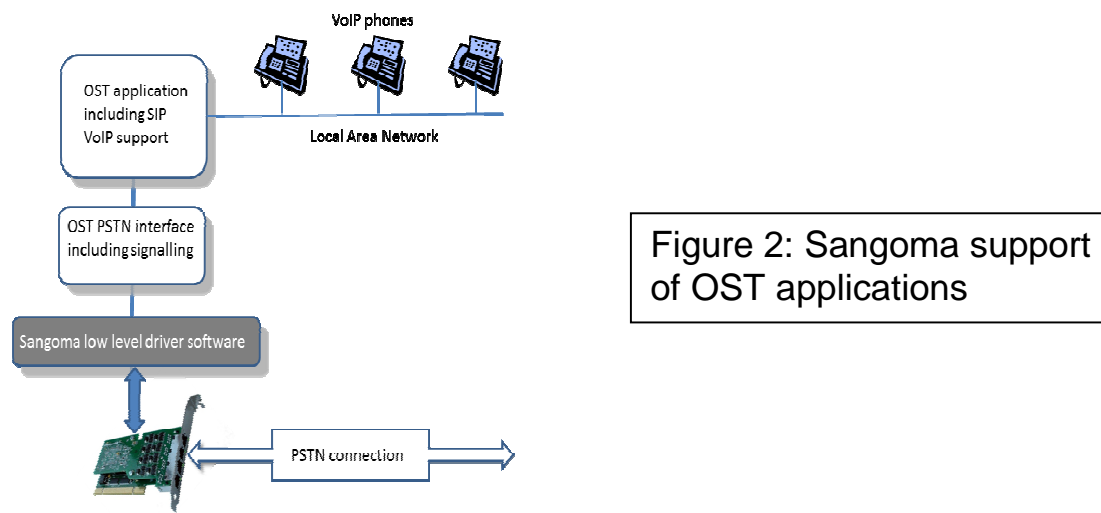 VoIP phones
OST application
including SIP
VoIP support
Local Area Network
OST PSTN interface
including signalling
Sangoma low level driver software
PSTN connection
Figure 2: Sangoma support
of OST applications